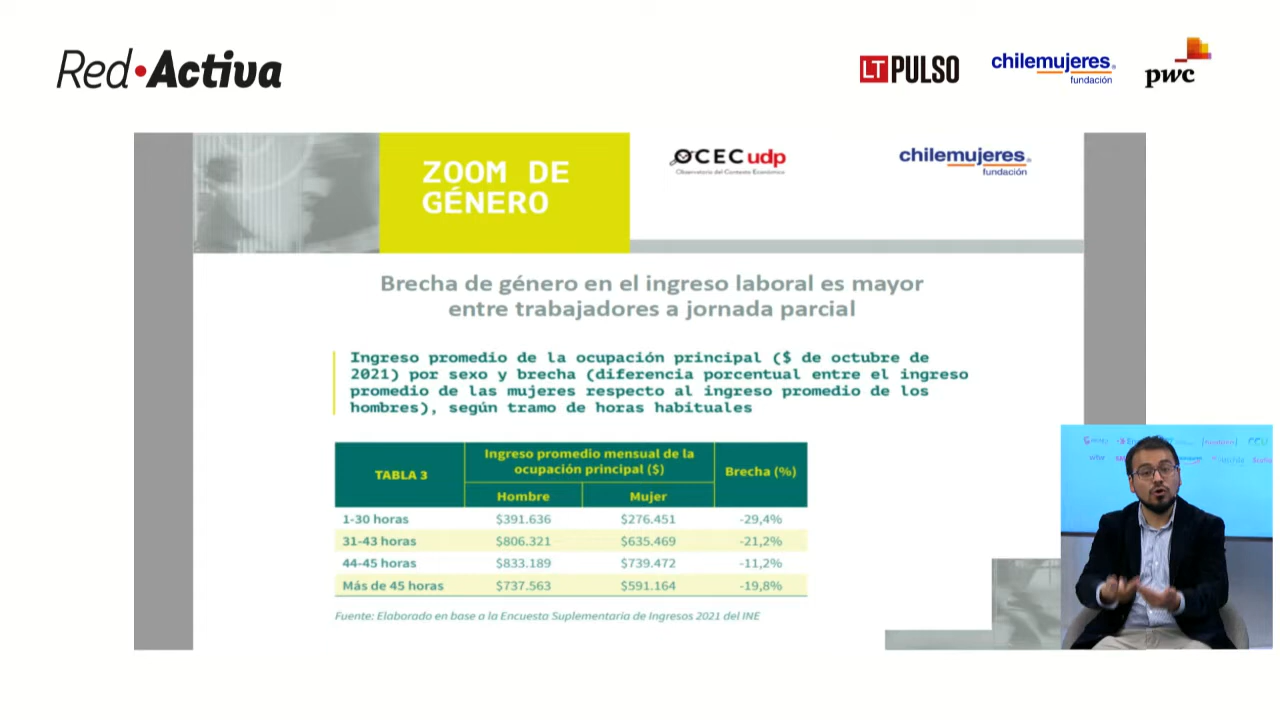 Red•Activa
LT PULSO
chilemujeres
fundación
pwc
ZOOM DE
GÉNERO
OCEC udp
Observatorio del Contexto Económico
chilemujeres
fundación
Brecha de género en el ingreso laboral es mayor
entre trabajadores a jornada parcial
Ingreso promedio de la ocupación principal ($ de octubre de
2021) por sexo y brecha (diferencia porcentual entre el ingreso
promedio de las mujeres respecto al ingreso promedio de los
hombres), según tramo de horas habituales
TABLA 3 Ingreso promedio mensual de la ocupación principal ($) Brecha (%)
Hombre Mujer
1-30 horas $391.636 $276.451 -29,4%
31-43 horas $806.321 $635.469 -21,2%
44-45 horas $833.189 $739.472 -11,2%
Más de 45 horas $737.563 $591.164 -19,8%
Fuente: Elaborado en base a la Encuesta Suplementaria de Ingresos 2021 del INE
CCU
wtw